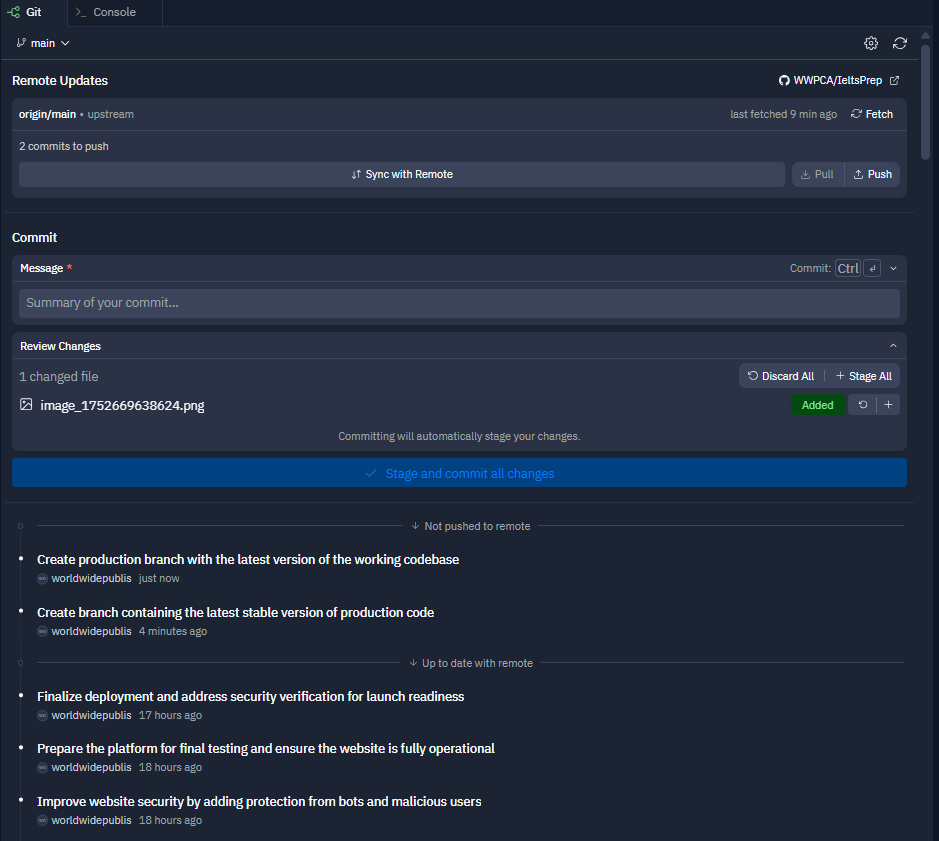 Git
Console
main
Remote Updates
WWPCA/IeltsPrep
origin/main • upstream
last fetched 9 min ago
Fetch
2 commits to push
Sync with Remote
Pull
Push
Commit
Message *
Commit: Ctrl ↵
Summary of your commit...
Review Changes
1 changed file
Discard All
+ Stage All
image_1752669638624.png
Added
Committing will automatically stage your changes.
Stage and commit all changes
↓ Not pushed to remote
Create production branch with the latest version of the working codebase
worldwidepublis just now
Create branch containing the latest stable version of production code
worldwidepublis 4 minutes ago
↓ Up to date with remote
Finalize deployment and address security verification for launch readiness
worldwidepublis 17 hours ago
Prepare the platform for final testing and ensure the website is fully operational
worldwidepublis 18 hours ago
Improve website security by adding protection from bots and malicious users
worldwidepublis 18 hours ago